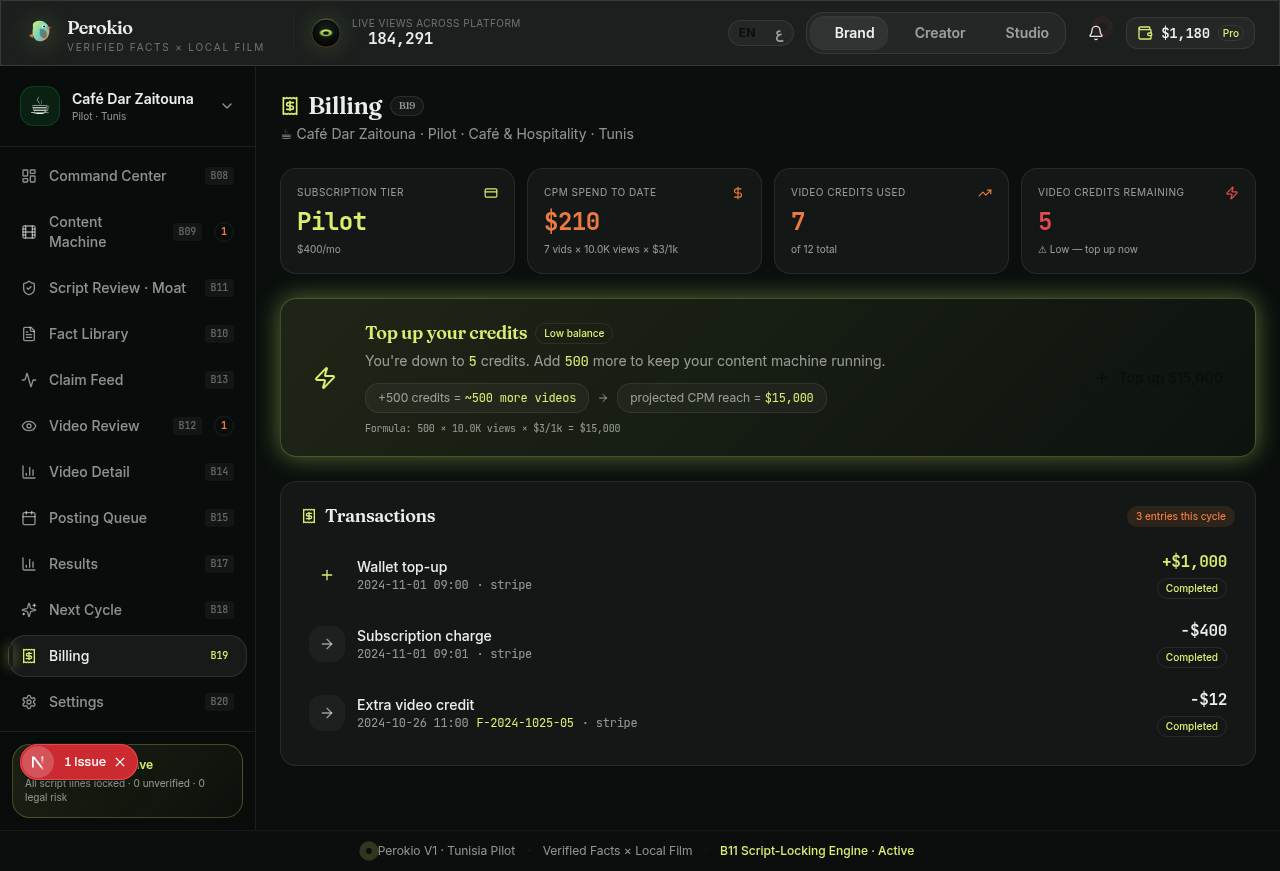 Perokio
VERIFIED FACTS × LOCAL FILM
LIVE VIEWS ACROSS PLATFORM
184,291
EN ع
Brand Creator Studio
$1,180 Pro
Café Dar Zaitouna
Pilot · Tunis
Command Center B08
Content Machine B09 1
Script Review · Moat B11
Fact Library B10
Claim Feed B13
Video Review B12 1
Video Detail B14
Posting Queue B15
Results B17
Next Cycle B18
Billing B19
Settings B20
1 Issue
ve
All script lines locked · 0 unverified · 0
legal risk
Billing B19
Café Dar Zaitouna · Pilot · Café & Hospitality · Tunis
SUBSCRIPTION TIER
Pilot
$400/mo
CPM SPEND TO DATE
$210
7 vids × 10.0K views × $3/1k
VIDEO CREDITS USED
7
of 12 total
VIDEO CREDITS REMAINING
5
⚠ Low — top up now
Top up your credits Low balance
You're down to 5 credits. Add 500 more to keep your content machine running.
+500 credits = ~500 more videos → projected CPM reach = $15,000
Formula: 500 × 10.0K views × $3/1k = $15,000
+ Top up $15,000
Transactions
3 entries this cycle
Wallet top-up
2024-11-01 09:00 · stripe
+$1,000
Completed
Subscription charge
2024-11-01 09:01 · stripe
-$400
Completed
Extra video credit
2024-10-26 11:00 F-2024-1025-05 · stripe
-$12
Completed
Perokio V1 · Tunisia Pilot · Verified Facts × Local Film · B11 Script-Locking Engine · Active